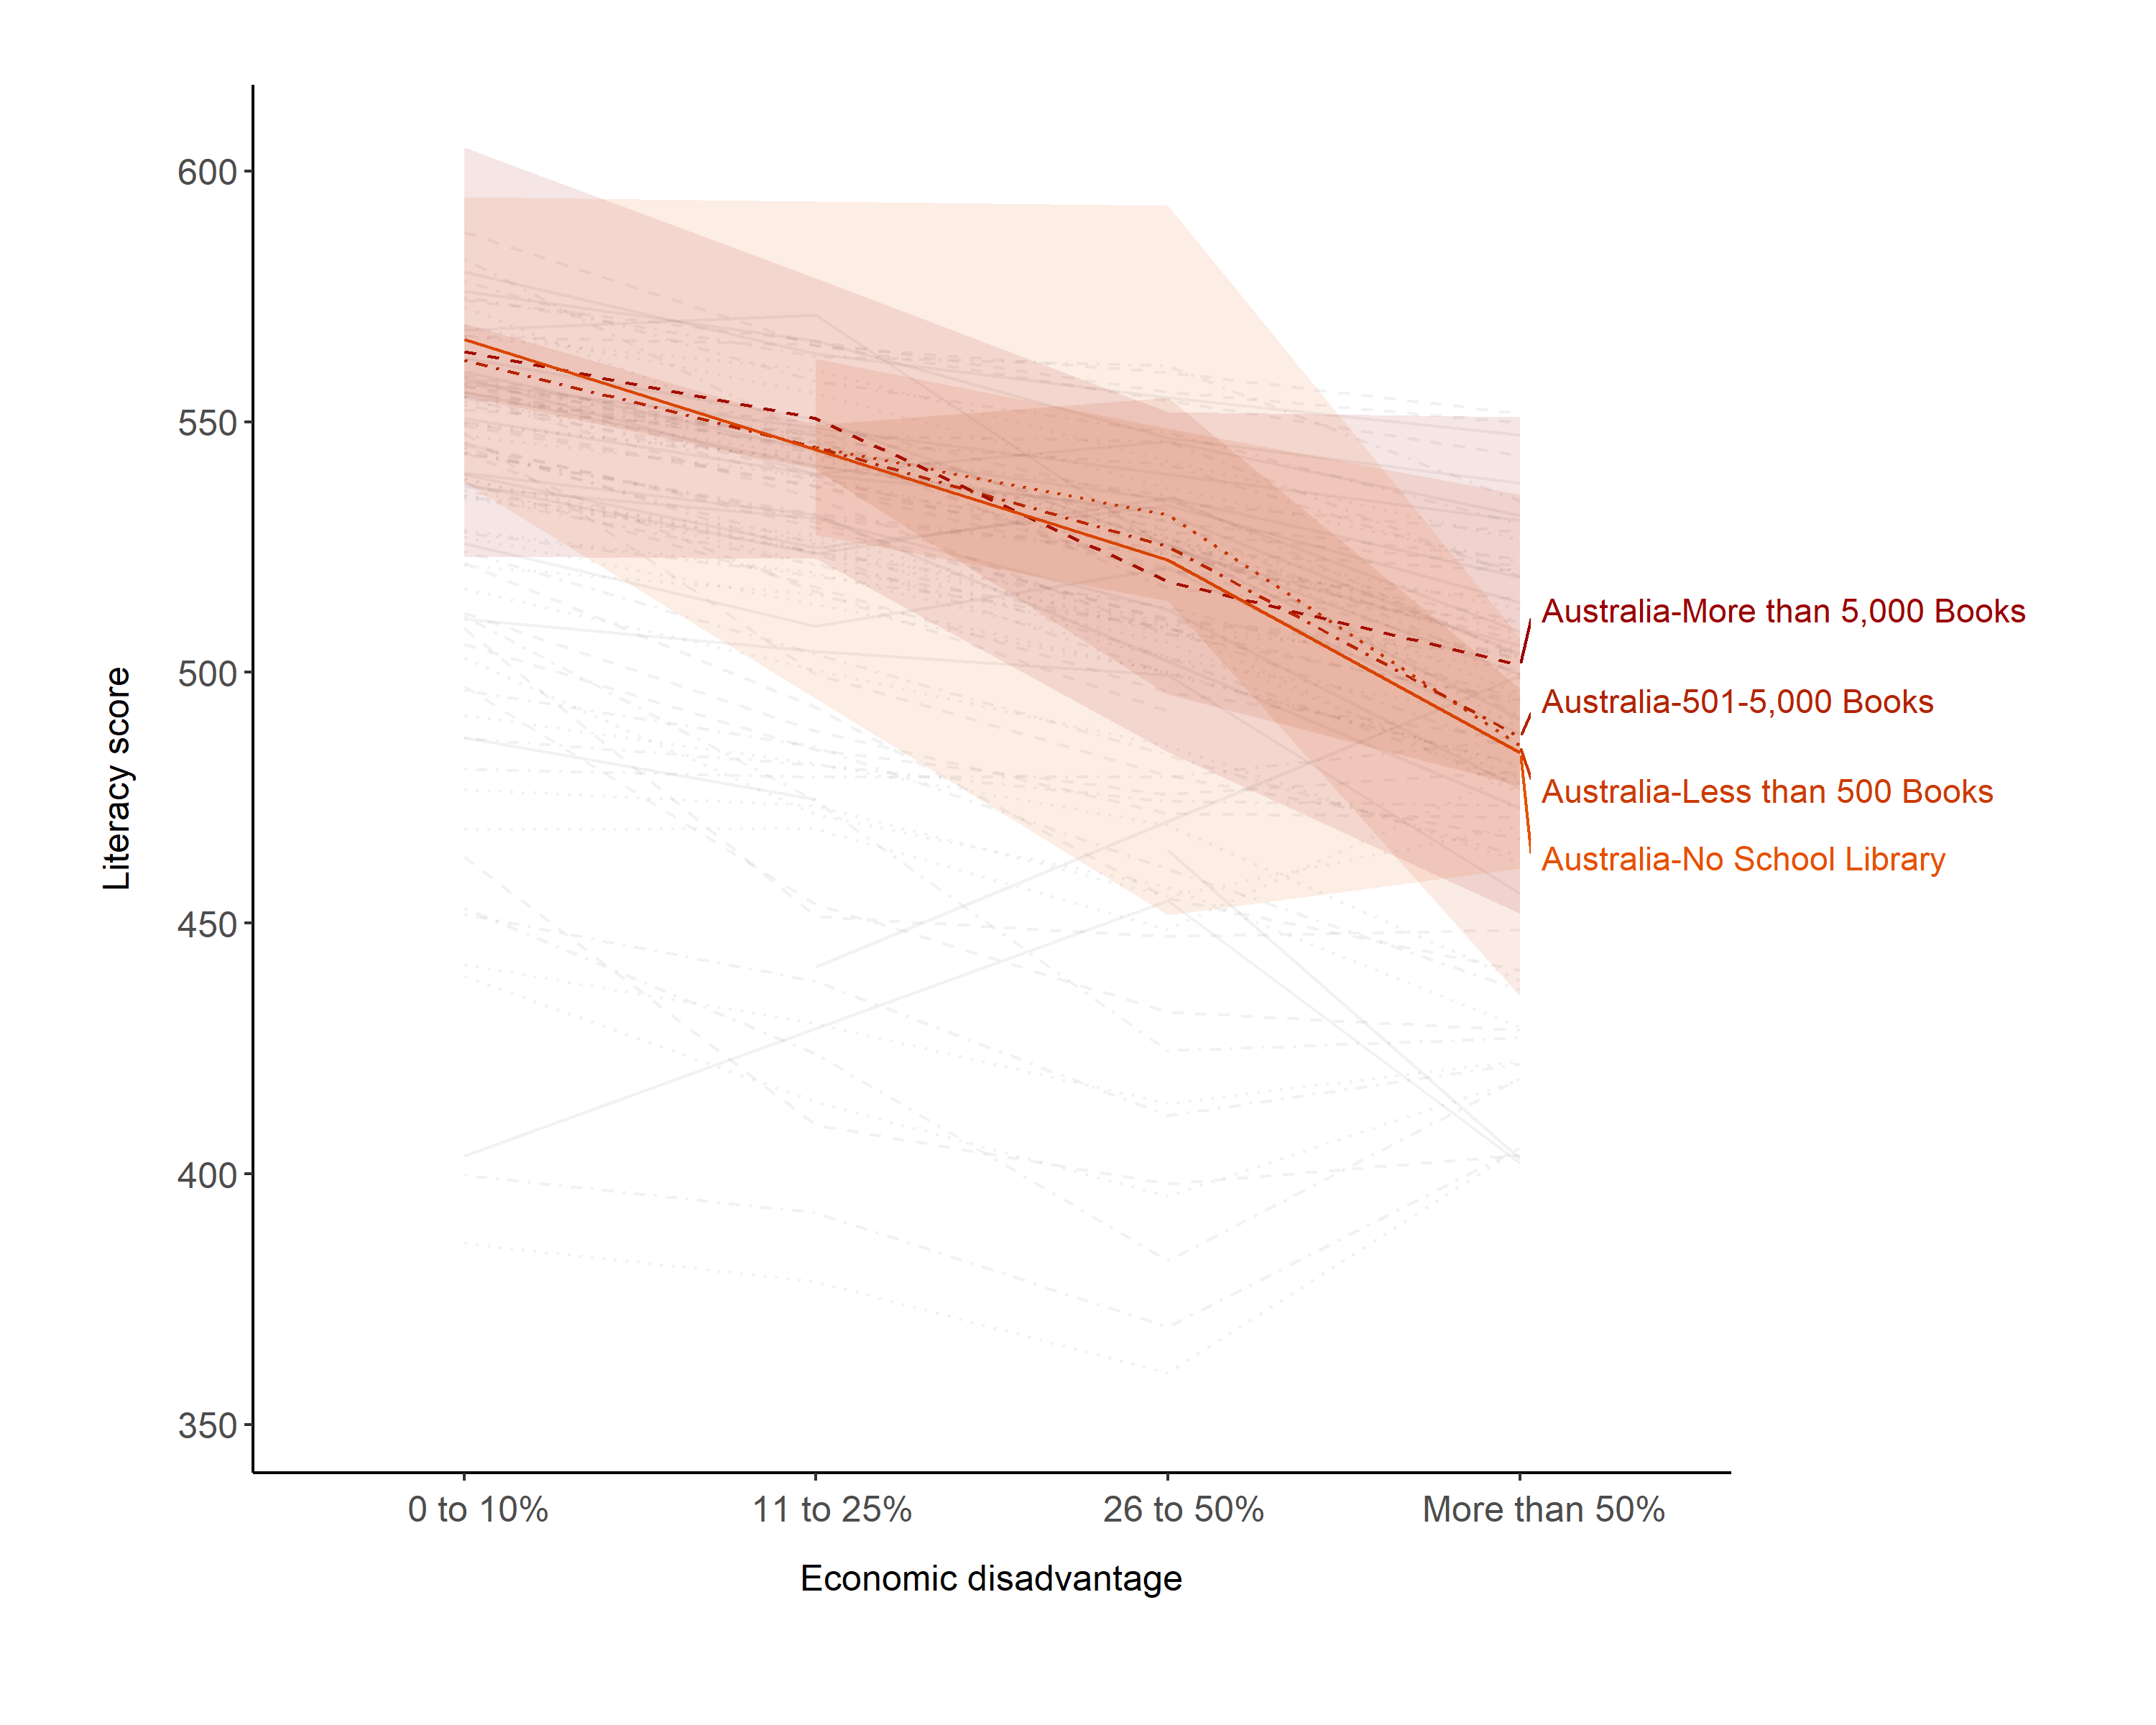 600
550
500
450
400
350
Literacy score
0 to 10%
11 to 25%
26 to 50%
More than 50%
Economic disadvantage
Australia-More than 5,000 Books
Australia-501-5,000 Books
Australia-Less than 500 Books
Australia-No School Library